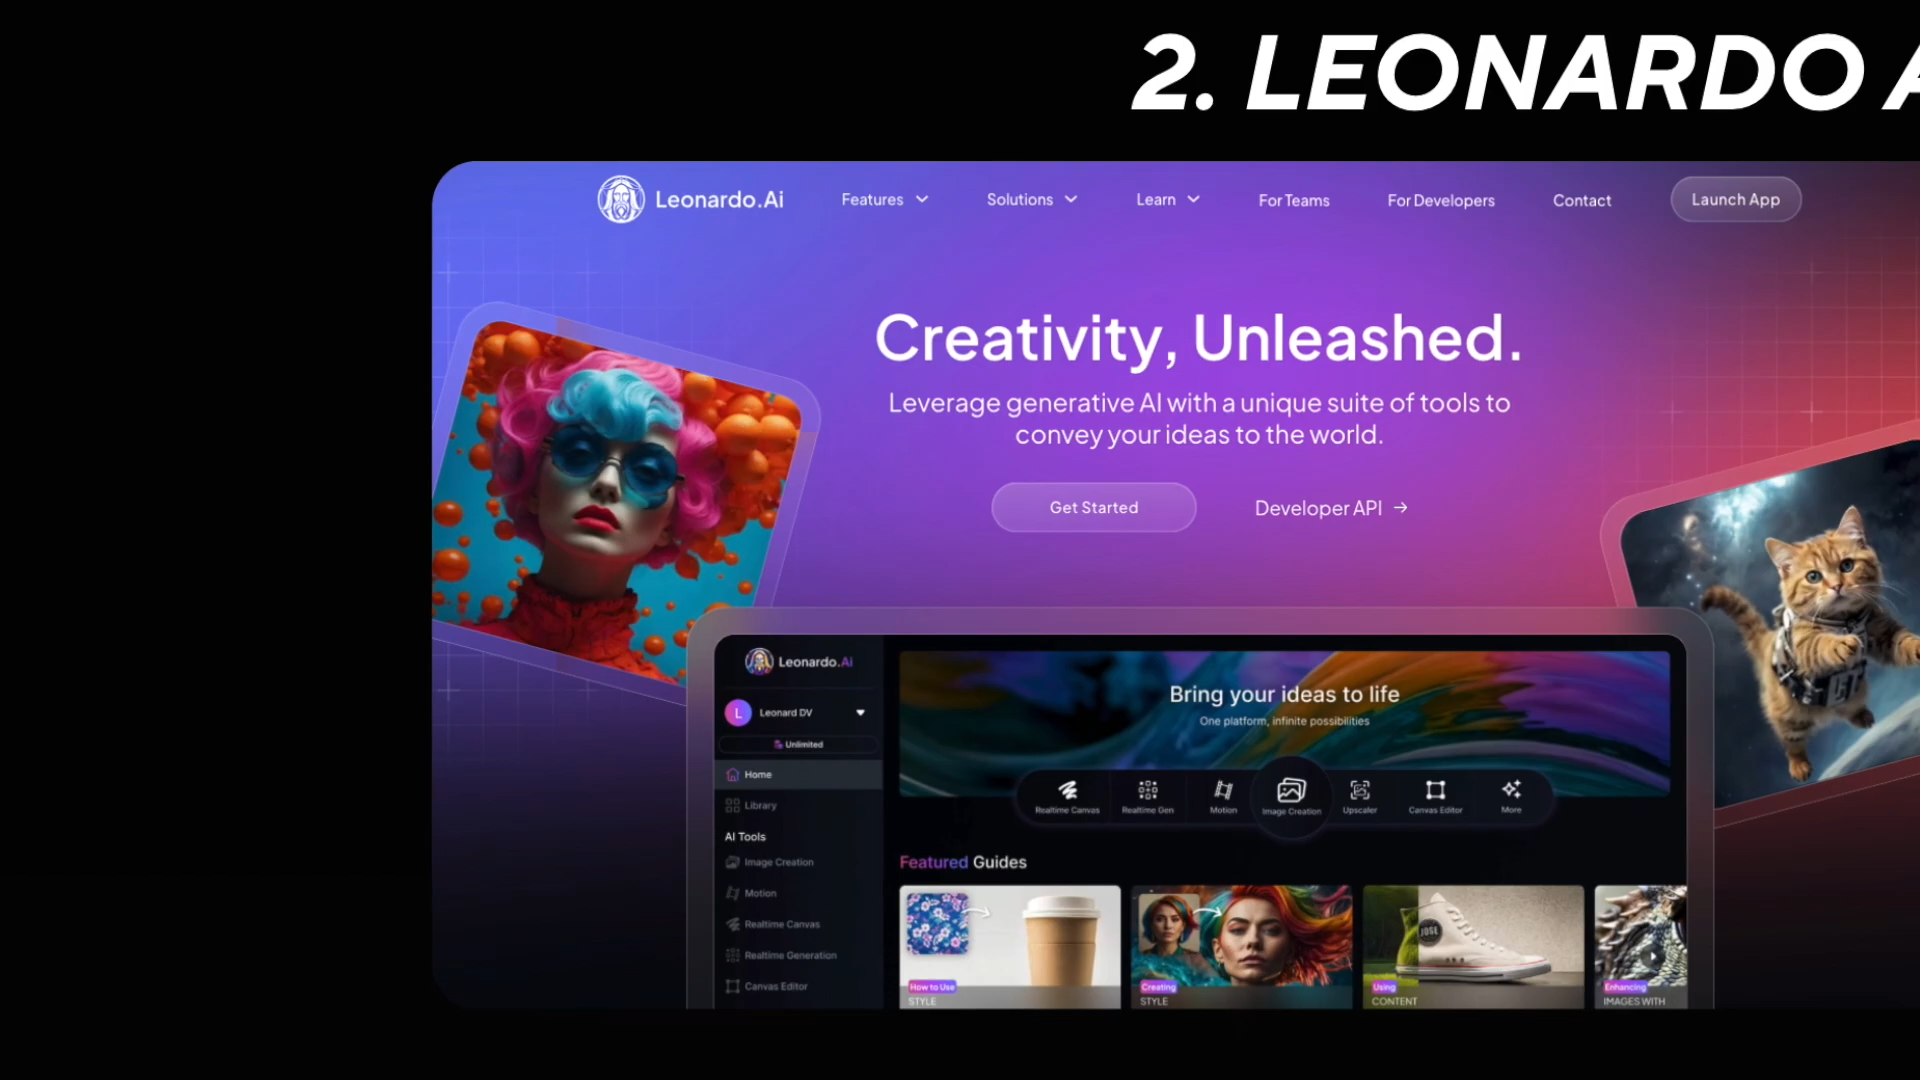 2. LEONARDO A
Leonardo.Ai
Features
Solutions
Learn
For Teams
For Developers
Contact
Launch App
Creativity, Unleashed.
Leverage generative AI with a unique suite of tools to
convey your ideas to the world.
Get Started
Developer API →
Leonardo.Ai
L
Leonard DV
Unlimited
Home
Library
AI Tools
Image Creation
Motion
Realtime Canvas
Realtime Generation
Canvas Editor
Bring your ideas to life
One platform, infinite possibilities
Realtime Canvas
Realtime Gen
Motion
Image Creation
Upscaler
Canvas Editor
More
Featured Guides
How to Use
STYLE
Creating
STYLE
JOSE
Using
CONTENT
Enhancing
IMAGES WITH